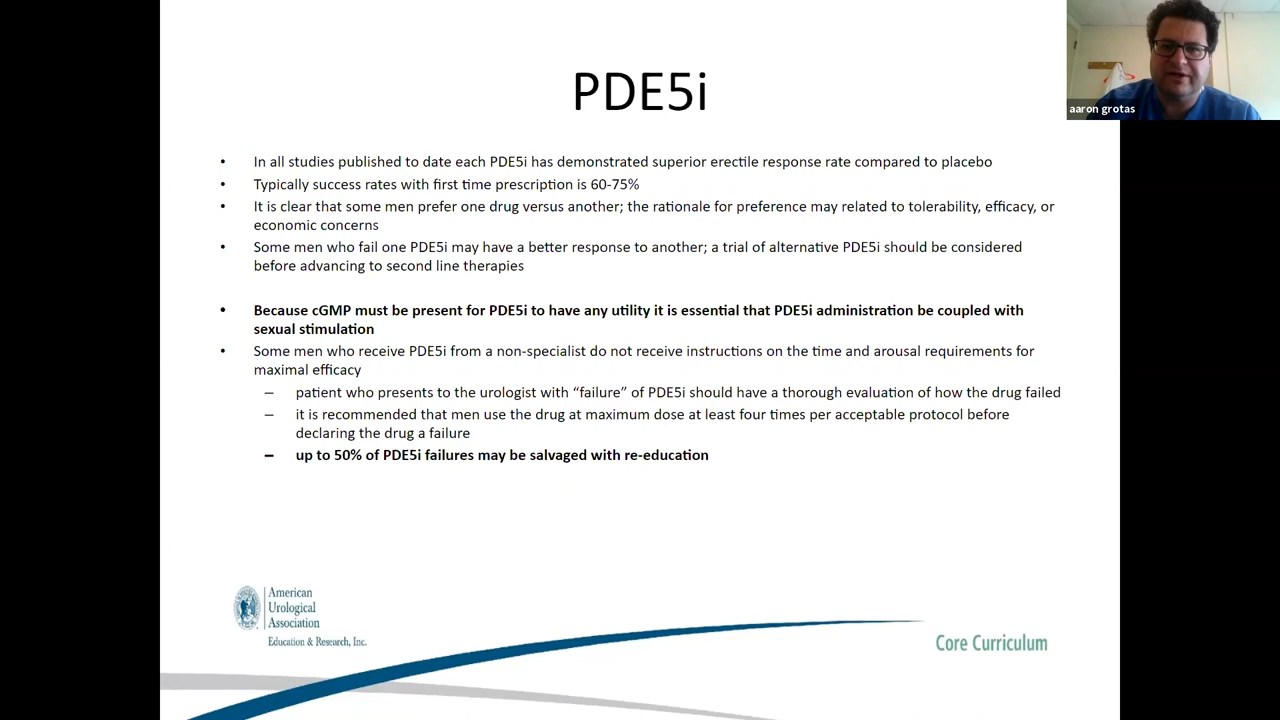 PDE5i
aaron grotas
• In all studies published to date each PDE5i has demonstrated superior erectile response rate compared to placebo
• Typically success rates with first time prescription is 60-75%
• It is clear that some men prefer one drug versus another; the rationale for preference may related to tolerability, efficacy, or
economic concerns
• Some men who fail one PDE5i may have a better response to another; a trial of alternative PDE5i should be considered
before advancing to second line therapies
• Because cGMP must be present for PDE5i to have any utility it is essential that PDE5i administration be coupled with
sexual stimulation
• Some men who receive PDE5i from a non-specialist do not receive instructions on the time and arousal requirements for
maximal efficacy
– patient who presents to the urologist with “failure” of PDE5i should have a thorough evaluation of how the drug failed
– it is recommended that men use the drug at maximum dose at least four times per acceptable protocol before
declaring the drug a failure
– up to 50% of PDE5i failures may be salvaged with re-education
American
Urological
Association
Education & Research, Inc.
Core Curriculum